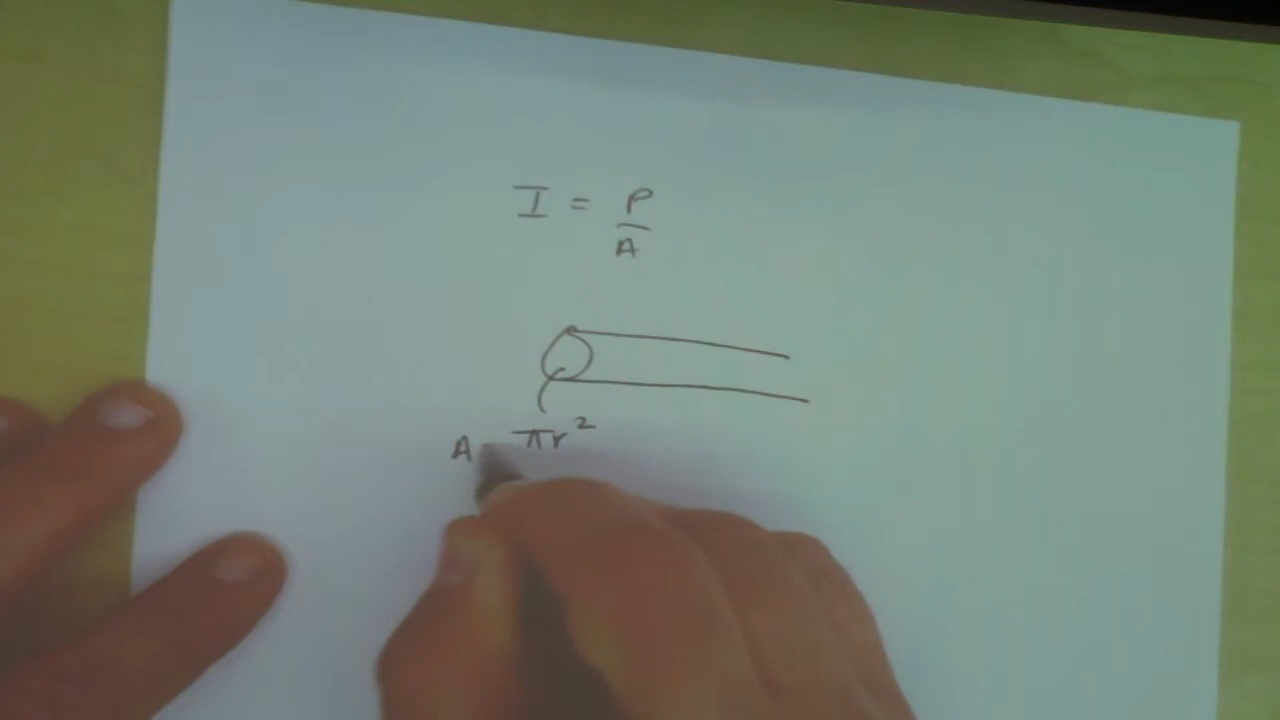 I = P/A
A πr²